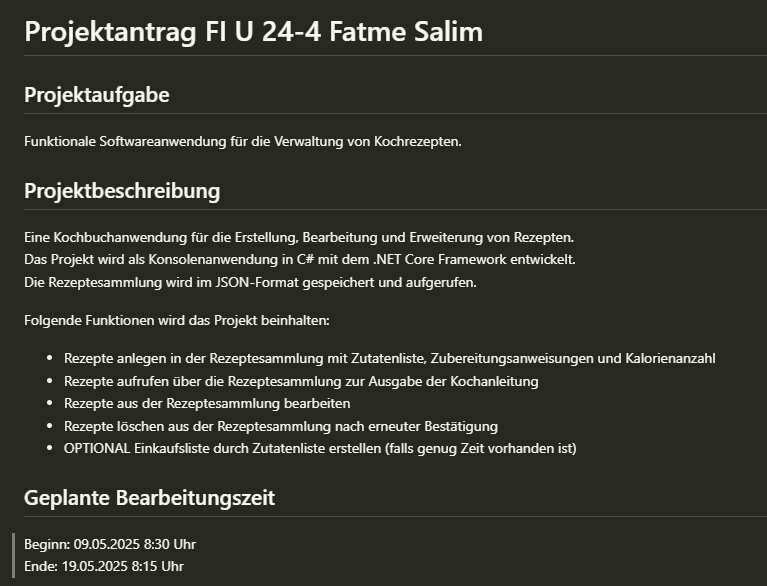 Projektantrag FI U 24-4 Fatme Salim
Projektaufgabe
Funktionale Softwareanwendung für die Verwaltung von Kochrezepten.
Projektbeschreibung
Eine Kochbuchanwendung für die Erstellung, Bearbeitung und Erweiterung von Rezepten.
Das Projekt wird als Konsolenanwendung in C# mit dem .NET Core Framework entwickelt.
Die Rezeptesammlung wird im JSON-Format gespeichert und aufgerufen.
Folgende Funktionen wird das Projekt beinhalten:
• Rezepte anlegen in der Rezeptesammlung mit Zutatenliste, Zubereitungsanweisungen und Kalorienanzahl
• Rezepte aufrufen über die Rezeptesammlung zur Ausgabe der Kochanleitung
• Rezepte aus der Rezeptesammlung bearbeiten
• Rezepte löschen aus der Rezeptesammlung nach erneuter Bestätigung
• OPTIONAL Einkaufsliste durch Zutatenliste erstellen (falls genug Zeit vorhanden ist)
Geplante Bearbeitungszeit
Beginn: 09.05.2025 8:30 Uhr
Ende: 19.05.2025 8:15 Uhr